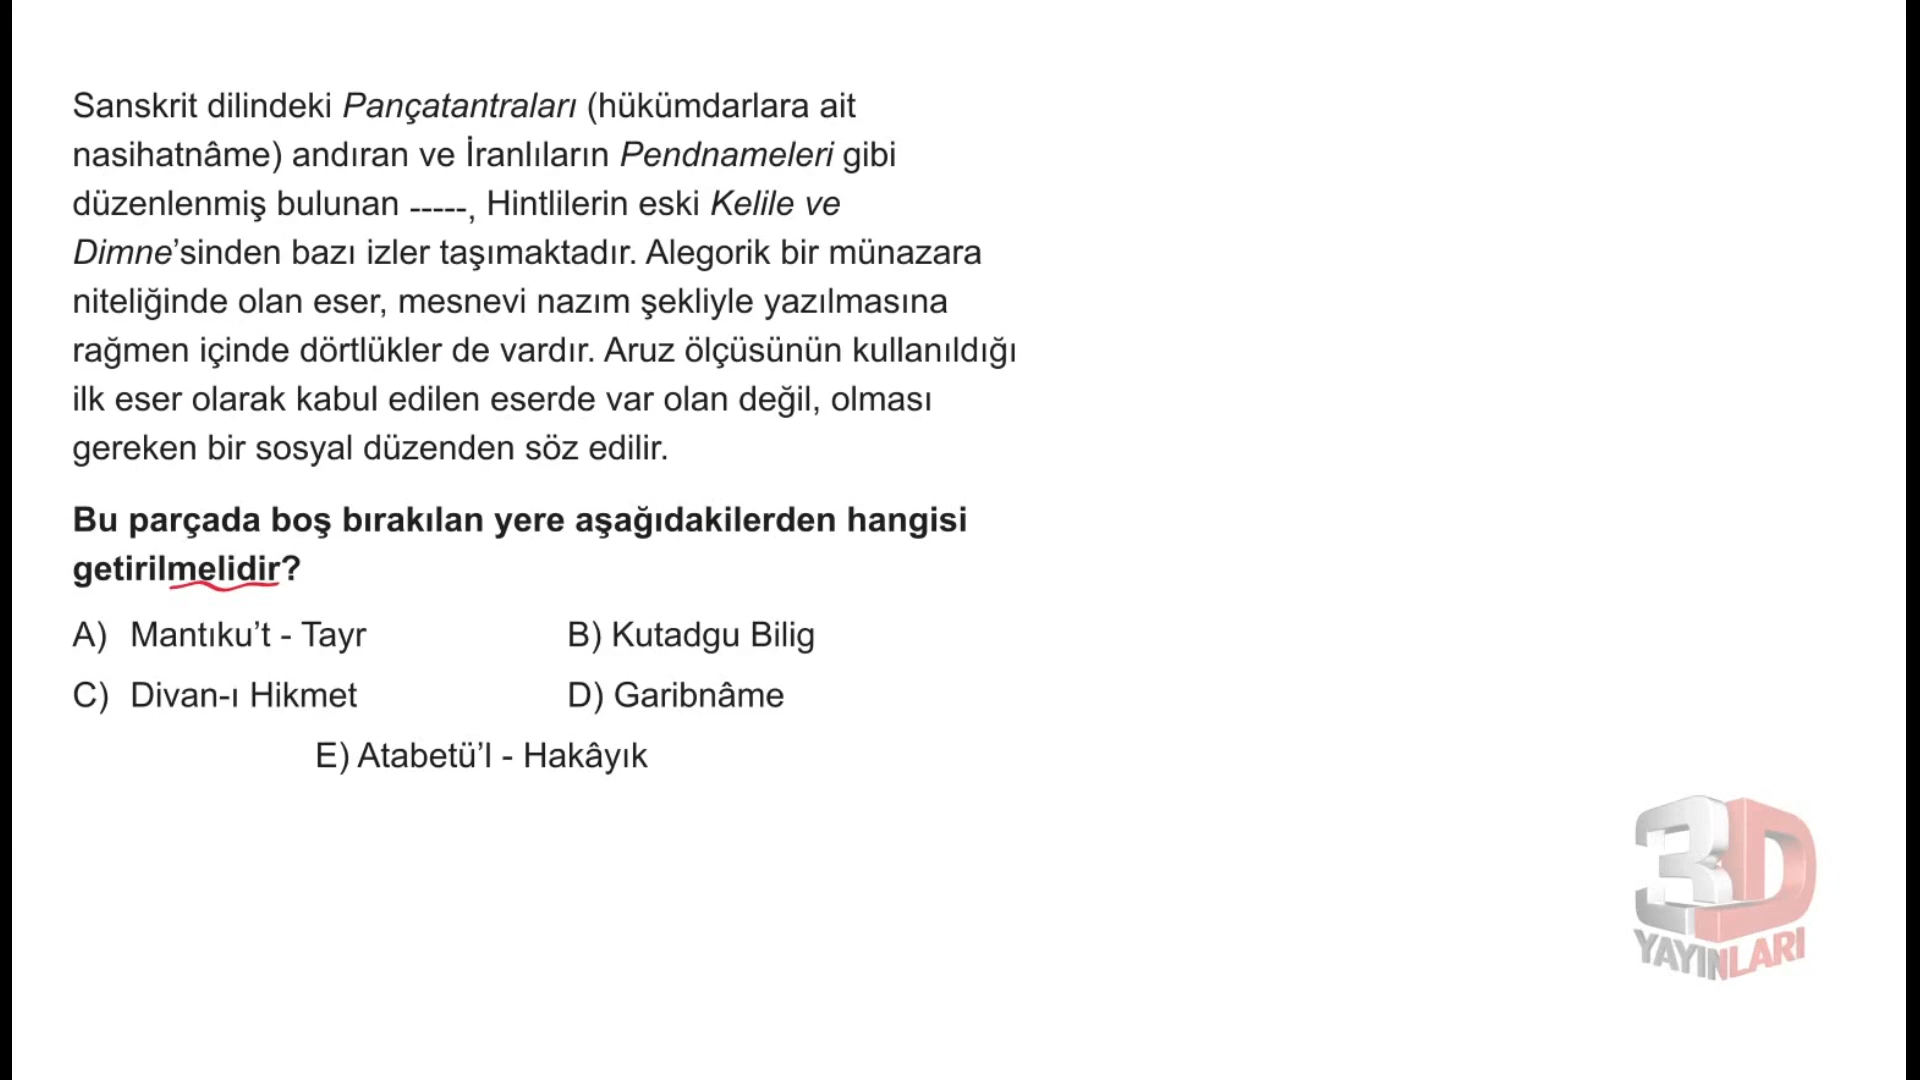 Sanskrit dilindeki Pançatantraları (hükümdarlara ait
nasihatnâme) andıran ve İranlıların Pendnameleri gibi
düzenlenmiş bulunan -----, Hintlilerin eski Kelile ve
Dimne’sinden bazı izler taşımaktadır. Alegorik bir münazara
niteliğinde olan eser, mesnevi nazım şekliyle yazılmasına
rağmen içinde dörtlükler de vardır. Aruz ölçüsünün kullanıldığı
ilk eser olarak kabul edilen eserde var olan değil, olması
gereken bir sosyal düzenden söz edilir.
Bu parçada boş bırakılan yere aşağıdakilerden hangisi
getirilmelidir?
A) Mantıku’t - Tayr B) Kutadgu Bilig
C) Divan-ı Hikmet D) Garibnâme
E) Atabetü’l - Hakâyık
3D
YAYINLARI